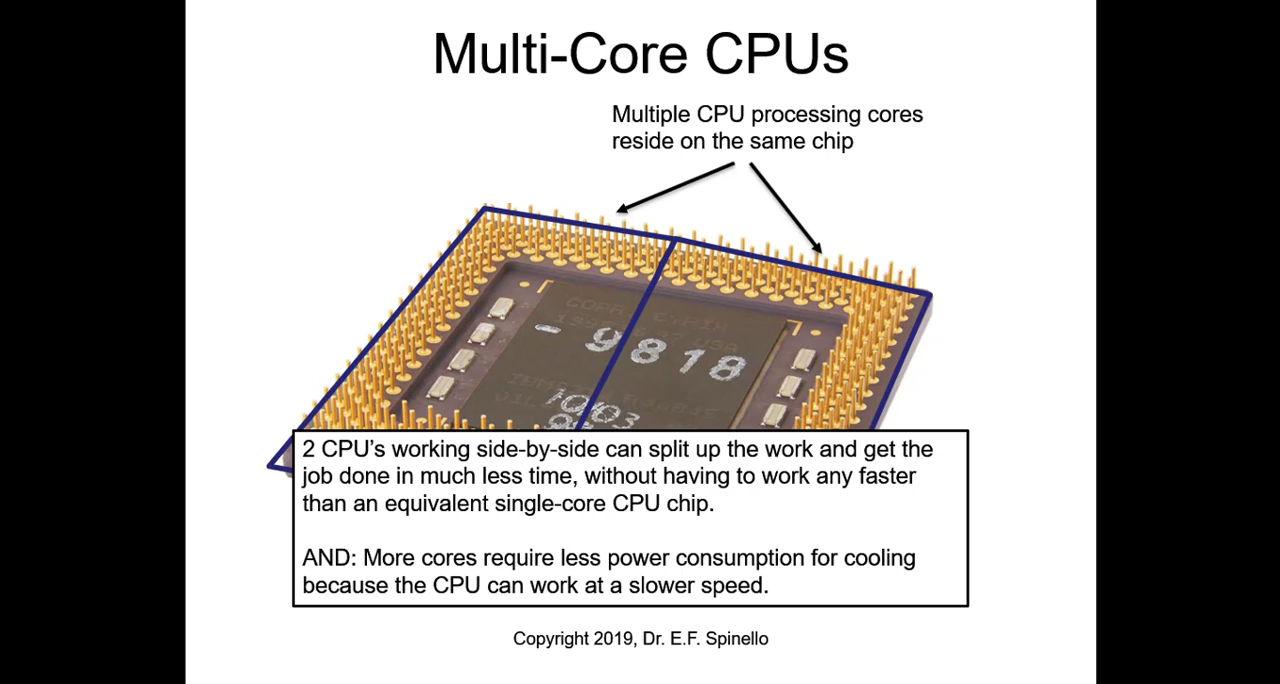 Multi-Core CPUs
Multiple CPU processing cores
reside on the same chip
- 9818
1003
2 CPU's working side-by-side can split up the work and get the
job done in much less time, without having to work any faster
than an equivalent single-core CPU chip.
AND: More cores require less power consumption for cooling
because the CPU can work at a slower speed.
Copyright 2019, Dr. E.F. Spinello